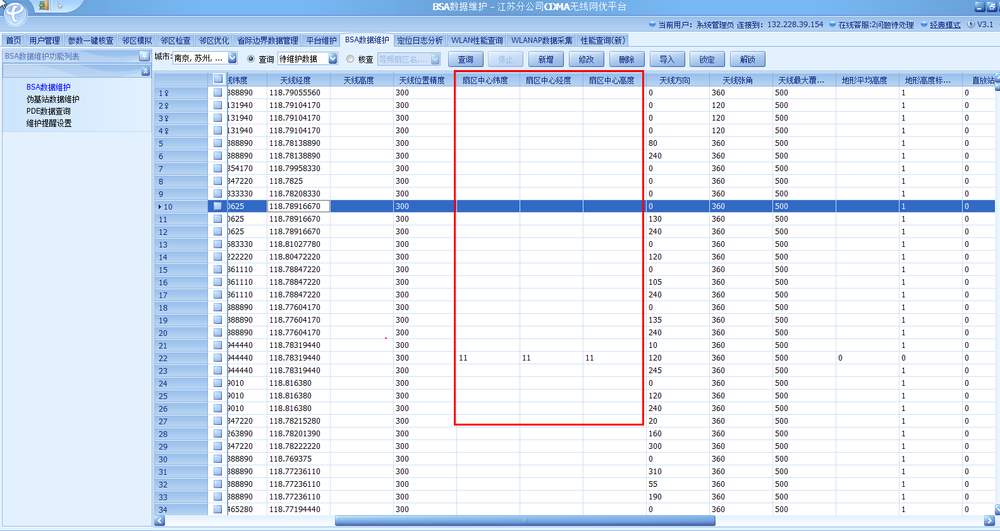 BSA数据维护 – 江苏分公司CDMA无线网优平台
当前用户: 系统管理员 连接到: 132.228.39.154 在线客服:2问题待处理 经典模式 V3.1
首页 用户管理 参数一键核查 邻区模拟 邻区检查 邻区优化 省际边界数据管理 平台维护 BSA数据维护 定位日志分析 WLAN性能查询 WLANAP数据采集 性能查询(新)
BSA数据维护功能列表
BSA数据维护
伪基站数据维护
PDE数据查询
维护提醒设置
城市: 南京, 苏州, ... 查询 待维护数据 核查 导频扇区名,... 查询 停止 新增 修改 删除 导入 锁定 解锁
线纬度 天线经度 天线高度 天线位置精度 扇区中心纬度 扇区中心经度 扇区中心高度 天线方向 天线张角 天线最大覆... 地形平均高度 地形高度标... 直放站
1 388890 118.79055560 300 0 360 500 1 0
2 131940 118.79104170 300 0 120 500 1 0
3 131940 118.79104170 300 0 120 500 1 0
4 131940 118.79104170 300 0 120 500 1 0
5 388890 118.78138890 300 80 360 500 1 0
6 388890 118.78138890 300 240 360 500 1 0
7 354170 118.79958330 300 0 360 500 1 0
8 347220 118.7825 300 0 360 500 1 0
9 333330 118.78208330 300 0 360 500 1 0
10 0625 118.78916670 300 0 360 500 1 0
11 0625 118.78916670 300 130 360 500 1 0
12 0625 118.78916670 300 240 360 500 1 0
13 583330 118.81027780 300 0 360 500 1 0
14 222220 118.80472220 300 120 360 500 1 0
15 361110 118.78847220 300 0 360 500 1 0
16 361110 118.78847220 300 105 360 500 1 0
17 361110 118.78847220 300 240 360 500 1 0
18 388890 118.77604170 300 0 360 500 1 0
19 388890 118.77604170 300 135 360 500 1 0
20 388890 118.77604170 300 240 360 500 1 0
21 944440 118.78319440 300 10 360 500 1 0
22 944440 118.78319440 300 11 11 11 120 360 500 0 0 0
23 944440 118.78319440 300 245 360 500 1 0
24 9010 118.816380 300 0 360 500 1 0
25 9010 118.816380 300 120 360 500 1 0
26 9010 118.816380 300 240 360 500 1 0
27 347220 118.78215280 300 20 360 500 1 0
28 263890 118.78201390 300 160 360 500 1 0
29 347220 118.78222220 300 300 360 500 1 0
30 388890 118.769375 300 0 360 500 1 0
31 388890 118.77236110 300 310 360 500 1 0
32 388890 118.77236110 300 55 360 500 1 0
33 388890 118.77236110 300 190 360 500 1 0
34 465280 118.77194440 300 0 360 500 1 0